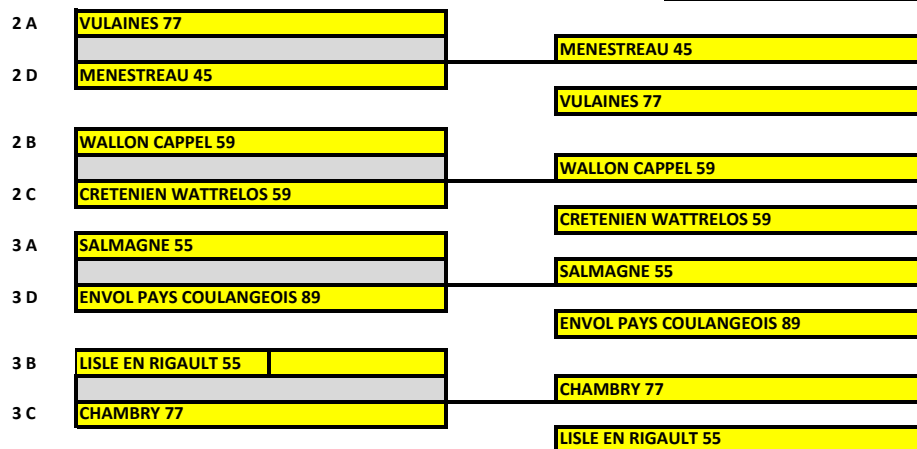 2 A VULAINES 77
MENESTREAU 45
2 D MENESTREAU 45
VULAINES 77
2 B WALLON CAPPEL 59
WALLON CAPPEL 59
2 C CRETENIEN WATTRELOS 59
CRETENIEN WATTRELOS 59
3 A SALMAGNE 55
SALMAGNE 55
3 D ENVOL PAYS COULANGEOIS 89
ENVOL PAYS COULANGEOIS 89
3 B LISLE EN RIGAULT 55
CHAMBRY 77
3 C CHAMBRY 77
LISLE EN RIGAULT 55